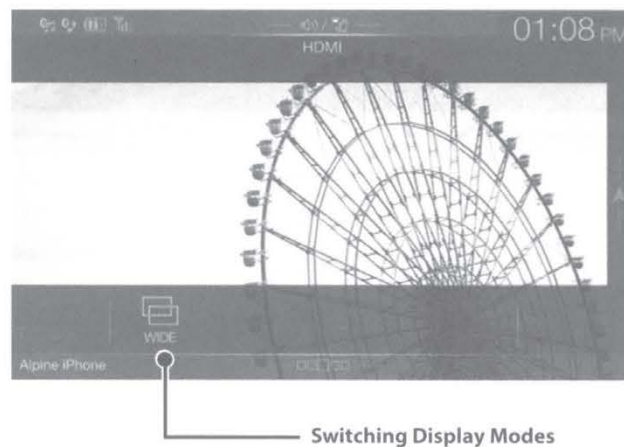 HDMI
01:08 PM
WIDE
Alpine iPhone
Switching Display Modes